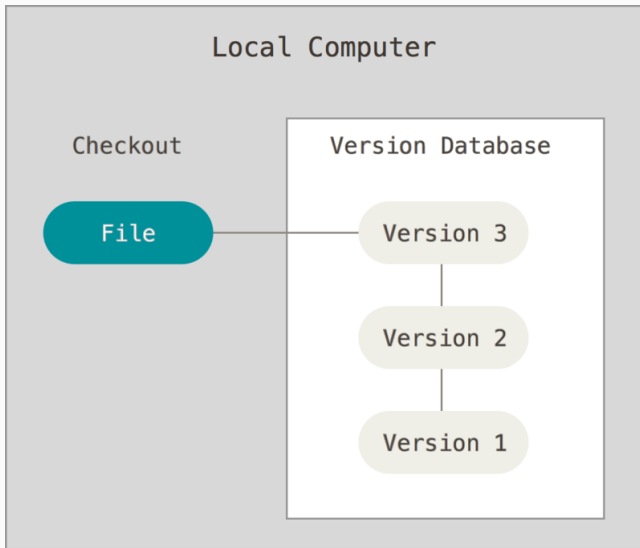 Local Computer
Checkout
Version Database
File
Version 3
Version 2
Version 1